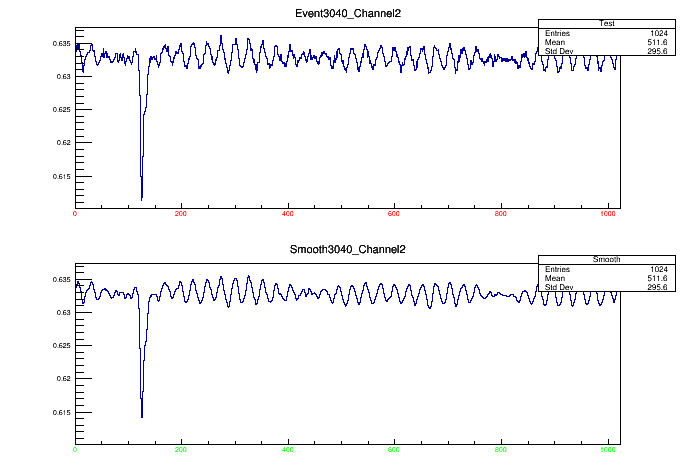 Event3040_Channel2
Test
Entries 1024
Mean 511.6
Std Dev 295.6
0.635
0.63
0.625
0.62
0.615
0 200 400 600 800 1000
Smooth3040_Channel2
Smooth
Entries 1024
Mean 511.6
Std Dev 295.6
0.635
0.63
0.625
0.62
0.615
0 200 400 600 800 1000